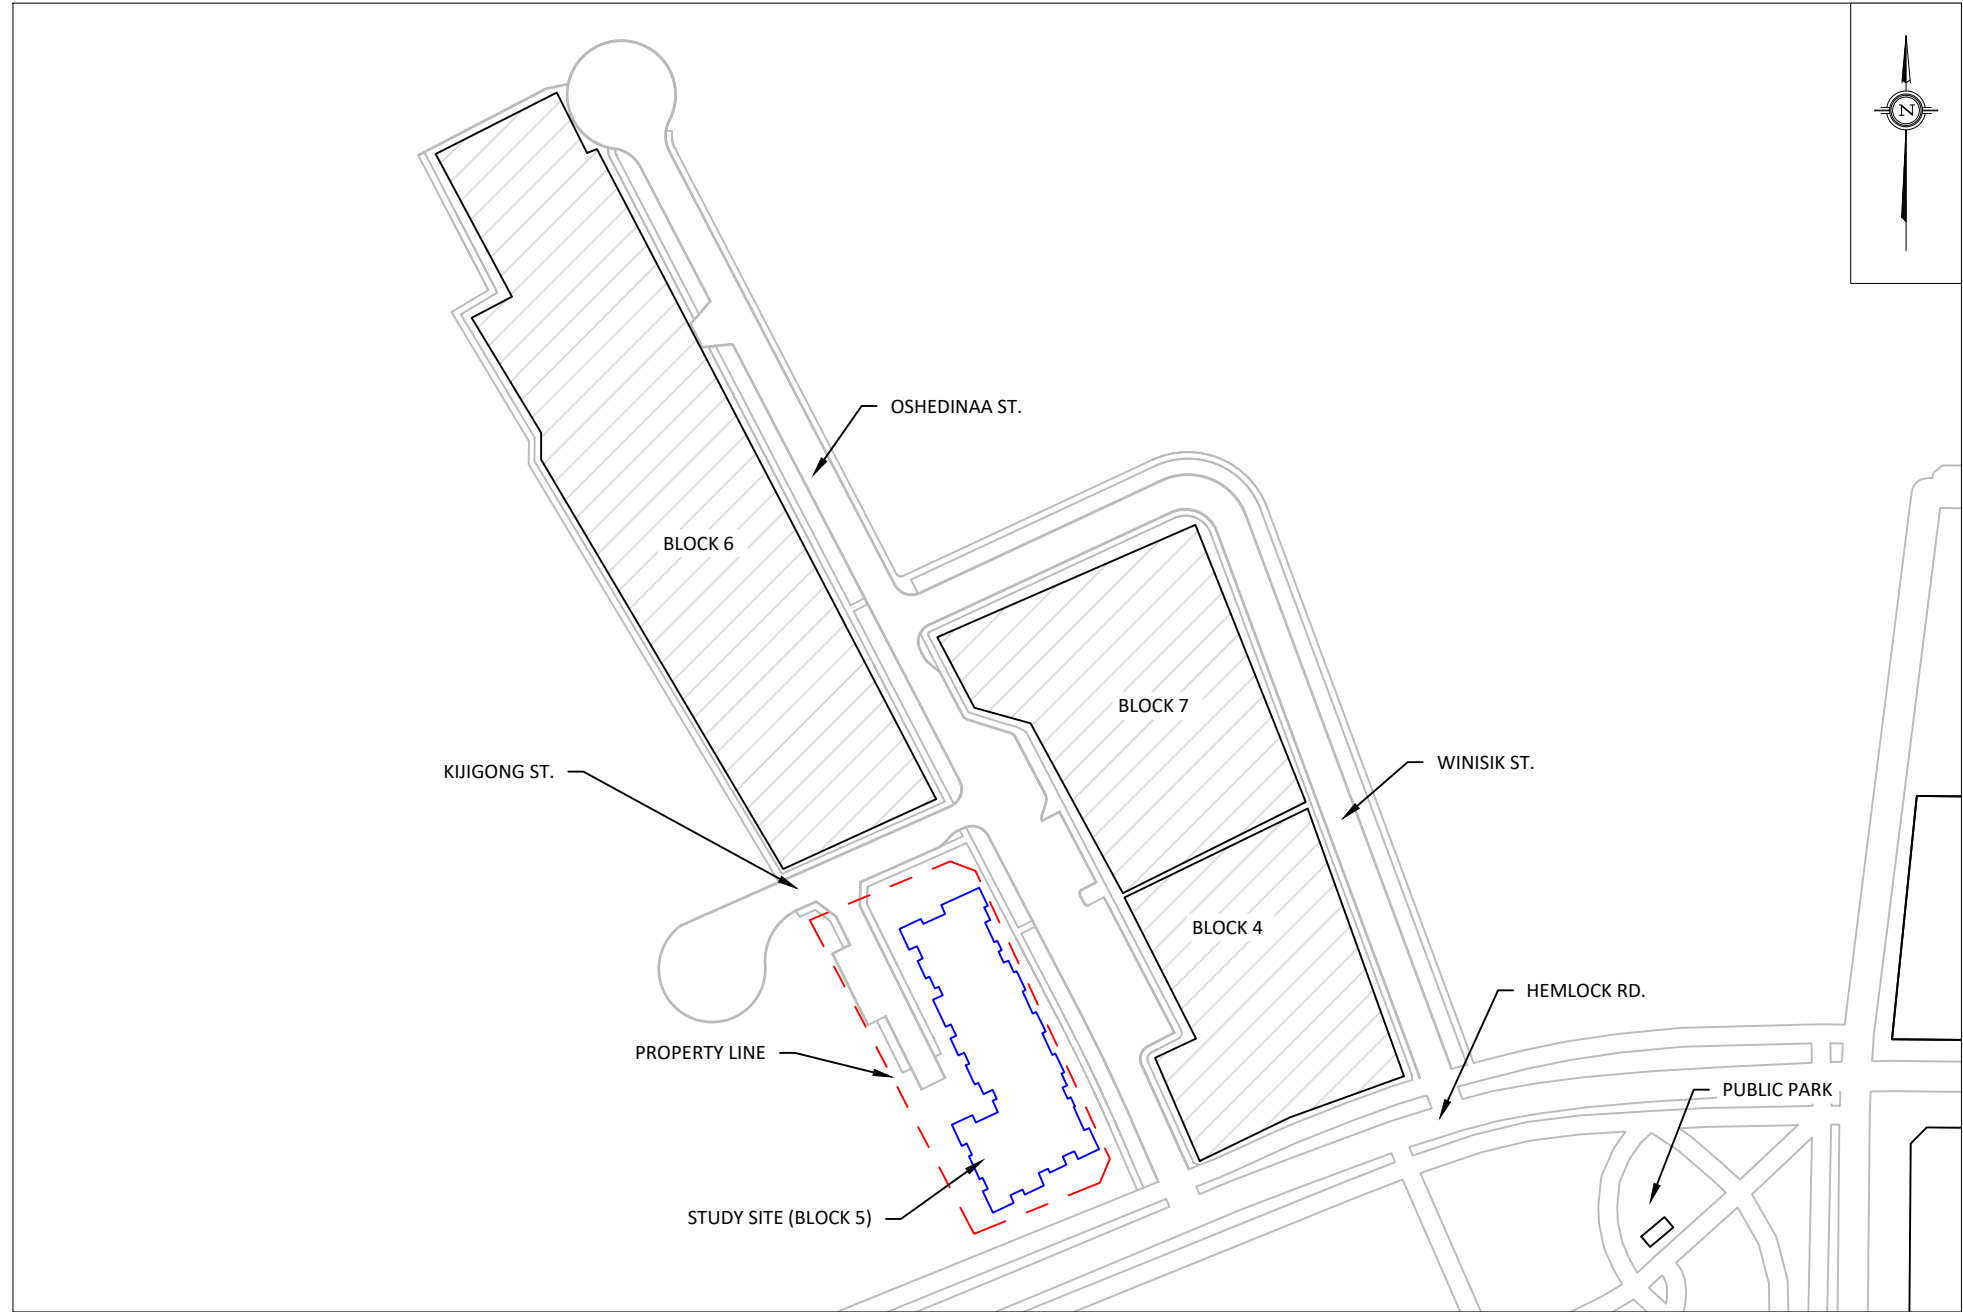 N
OSHEDINAA ST.
BLOCK 6
BLOCK 7
KIJIGONG ST.
WINISIK ST.
BLOCK 4
HEMLOCK RD.
PROPERTY LINE
PUBLIC PARK
STUDY SITE (BLOCK 5)